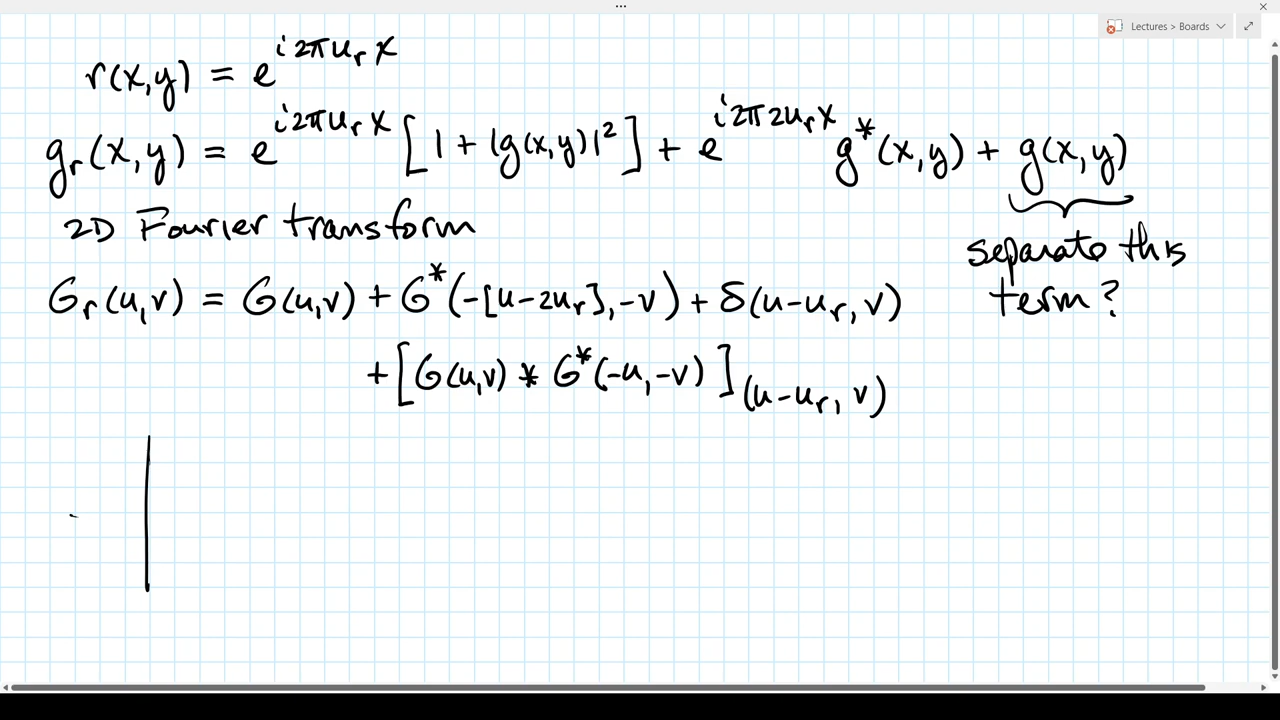 Lectures > Boards
r(x,y) = e^{i2πu_r x}
g_r(x,y) = e^{i2πu_r x} [1 + |g(x,y)|^2] + e^{i2π2u_r x} g^*(x,y) + g(x,y)
2D Fourier transform
separate this
term?
G_r(u,v) = G(u,v) + G^*(-[u-2u_r], -v) + δ(u-u_r, v)
+ [G(u,v) * G^*(-u,-v)]_{(u-u_r, v)}